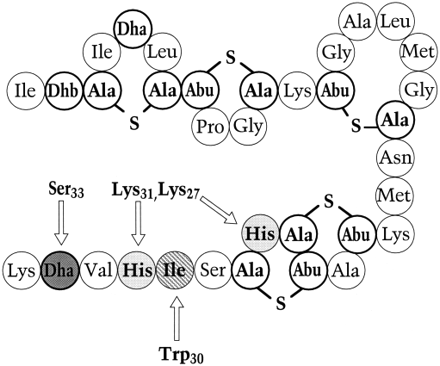 Dha
Ala Leu
Ile Leu S Gly Met
Ile Dhb Ala Ala Abu Ala Lys Abu Gly
S Pro Gly S Ala
Asn
Ser33 Lys31,Lys27 Met
S
His Ala Abu Lys
Lys Dha Val His Ile Ser Ala Abu Ala
S
Trp30